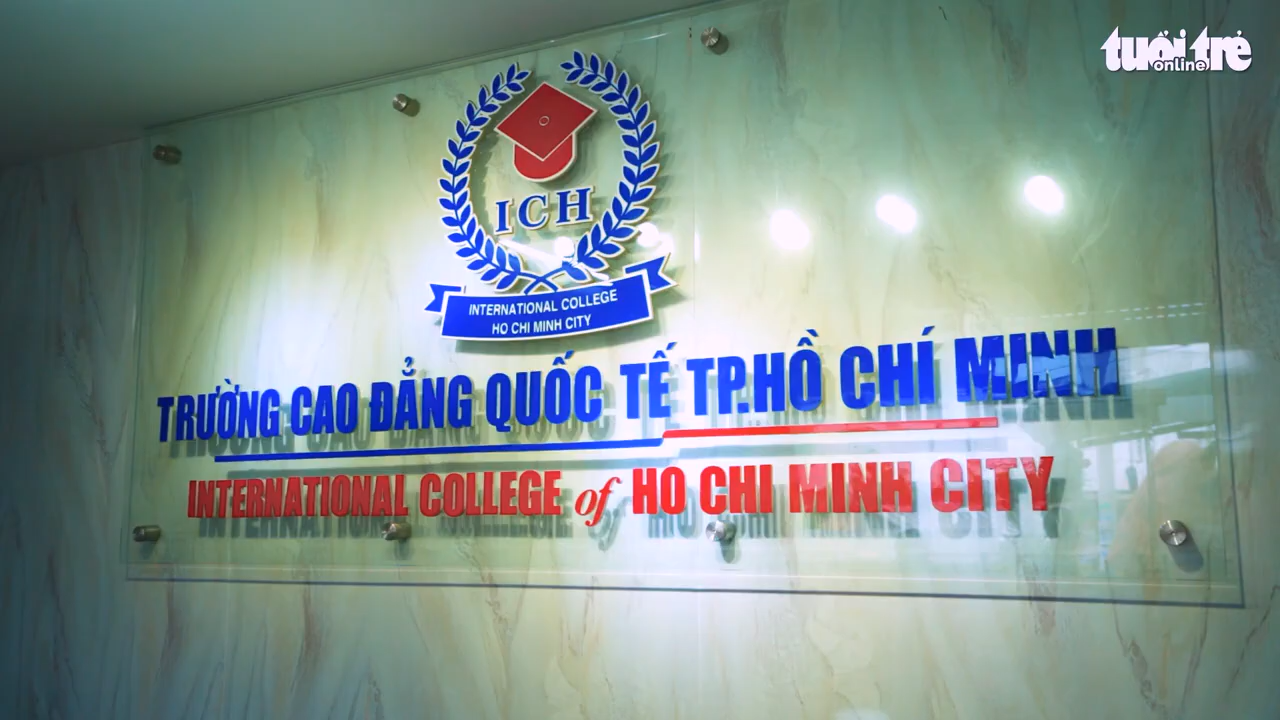 tuổi trẻ
online
ICH
INTERNATIONAL COLLEGE
HO CHI MINH CITY
TRƯỜNG CAO ĐẲNG QUỐC TẾ TP.HỒ CHÍ MINH
INTERNATIONAL COLLEGE of HO CHI MINH CITY